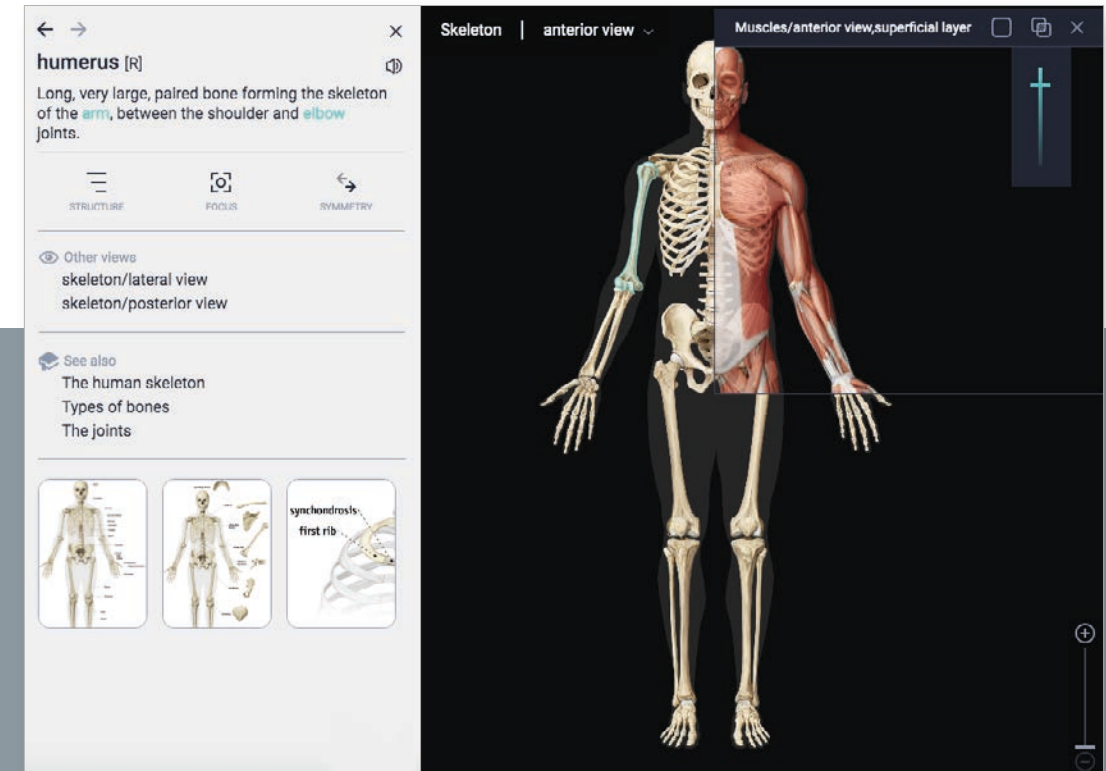 humerus [R]
Long, very large, paired bone forming the skeleton
of the arm, between the shoulder and elbow
joints.
STRUCTURE
FOCUS
SYMMETRY
Other views
skeleton/lateral view
skeleton/posterior view
See also
The human skeleton
Types of bones
The joints
synchondrosis
first rib
Skeleton | anterior view
Muscles/anterior view,superficial layer